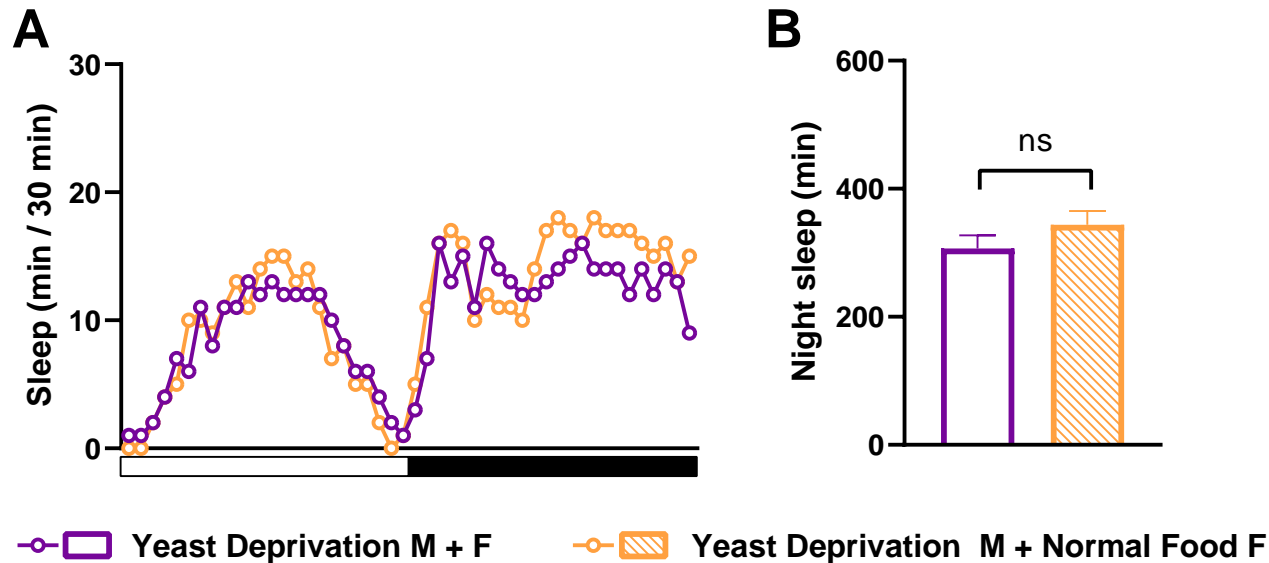 A
B
30
20
10
0
Sleep (min / 30 min)
600
400
200
0
Night sleep (min)
ns
Yeast Deprivation M + F
Yeast Deprivation M + Normal Food F